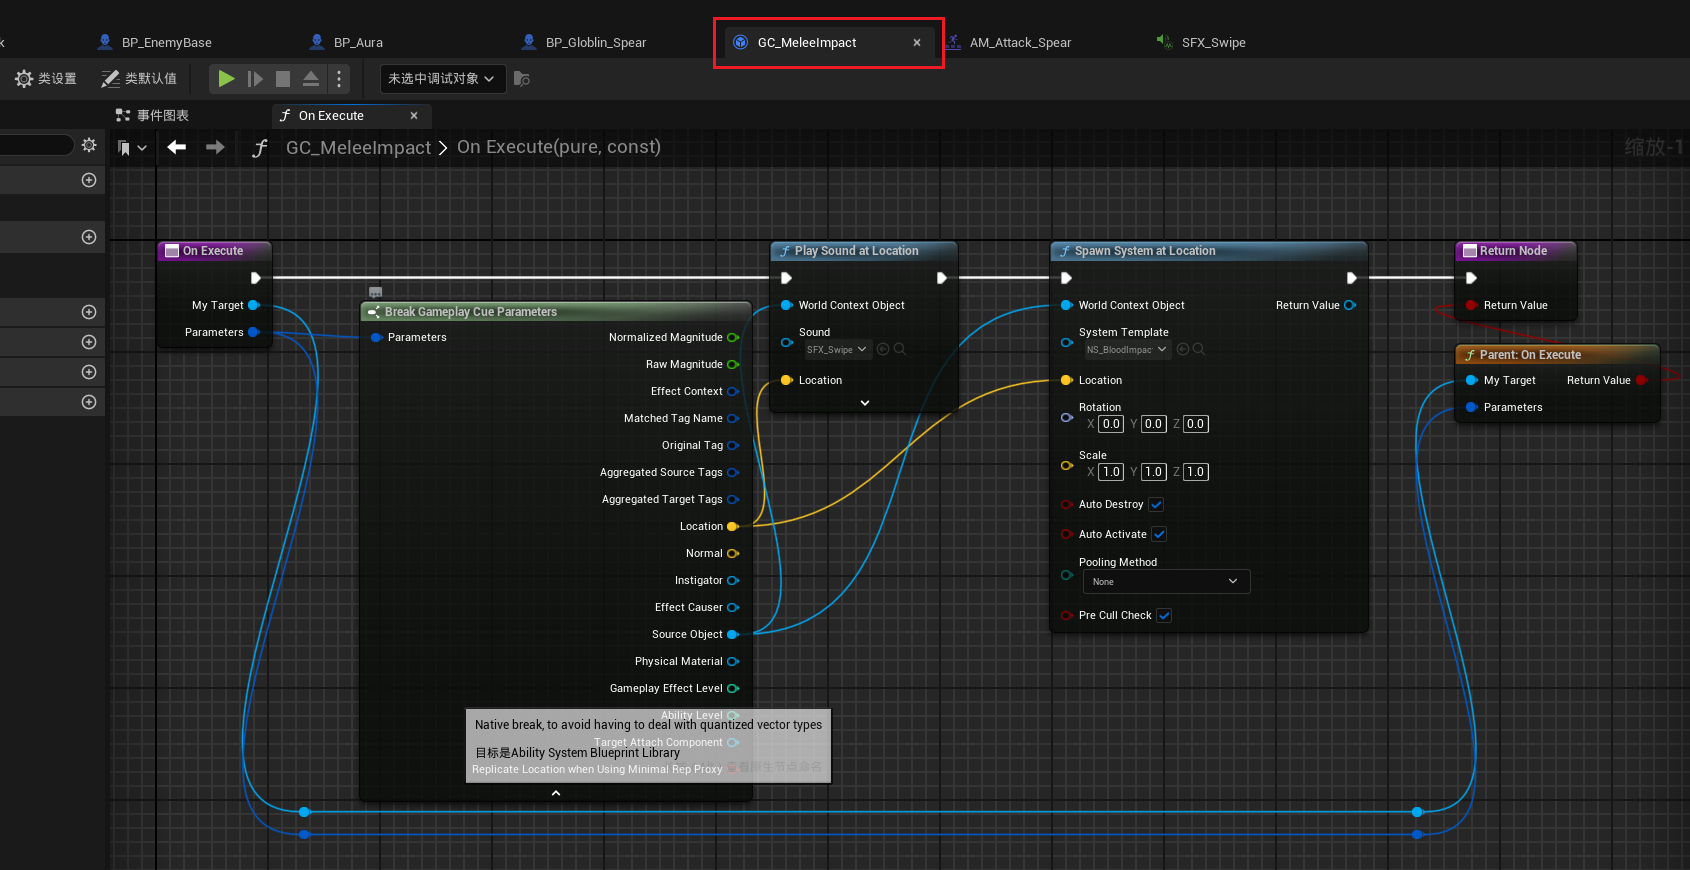 k
BP_EnemyBase
BP_Aura
BP_Globlin_Spear
GC_MeleeImpact
AM_Attack_Spear
SFX_Swipe
类设置
类默认值
未选中调试对象
事件图表
On Execute
GC_MeleeImpact > On Execute(pure, const)
缩放-1
On Execute
My Target
Parameters
Break Gameplay Cue Parameters
Parameters
Normalized Magnitude
Raw Magnitude
Effect Context
Matched Tag Name
Original Tag
Aggregated Source Tags
Aggregated Target Tags
Location
Normal
Instigator
Effect Causer
Source Object
Physical Material
Gameplay Effect Level
Ability Level
Native break, to avoid having to deal with quantized vector types
Target Attach Component
目标是Ability System Blueprint Library
Replicate Location when Using Minimal Rep Proxy
查看原生节点命名
Play Sound at Location
World Context Object
Sound
SFX_Swipe
Location
Spawn System at Location
World Context Object
Return Value
System Template
NS_BloodImpac
Location
Rotation
X 0.0 Y 0.0 Z 0.0
Scale
X 1.0 Y 1.0 Z 1.0
Auto Destroy
Auto Activate
Pooling Method
None
Pre Cull Check
Return Node
Return Value
Parent: On Execute
My Target
Return Value
Parameters